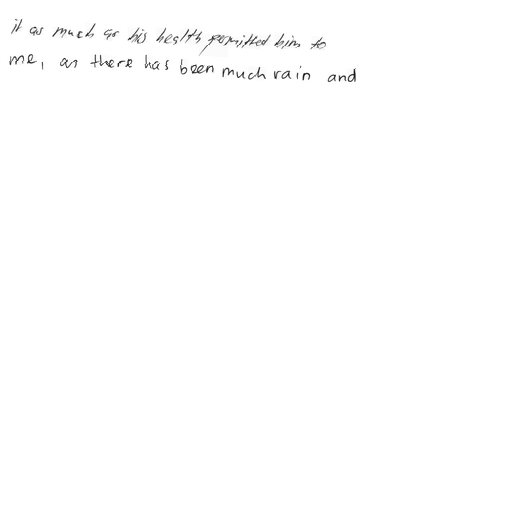 it as much as his health permitted him to
me, as there has been much rain and